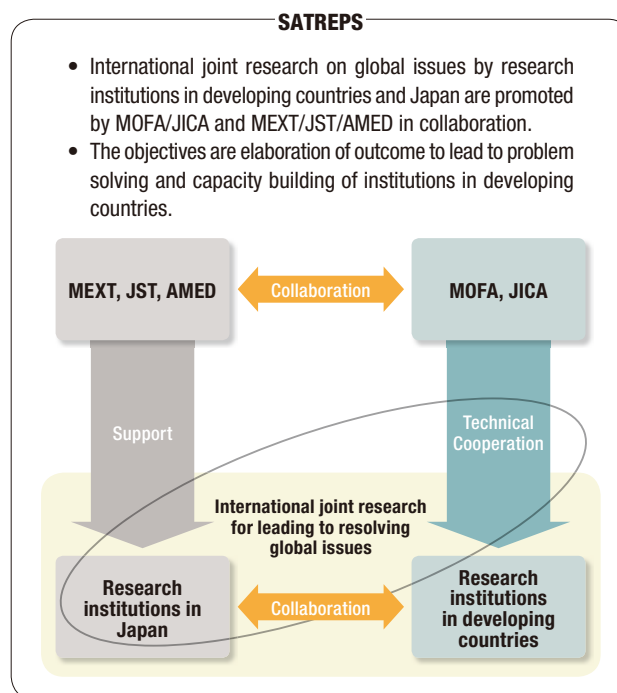 SATREPS
• International joint research on global issues by research
institutions in developing countries and Japan are promoted
by MOFA/JICA and MEXT/JST/AMED in collaboration.
• The objectives are elaboration of outcome to lead to problem
solving and capacity building of institutions in developing
countries.
MEXT, JST, AMED
Collaboration
MOFA, JICA
Support
Technical
Cooperation
International joint research
for leading to resolving
global issues
Research
institutions in
Japan
Collaboration
Research
institutions
in developing
countries